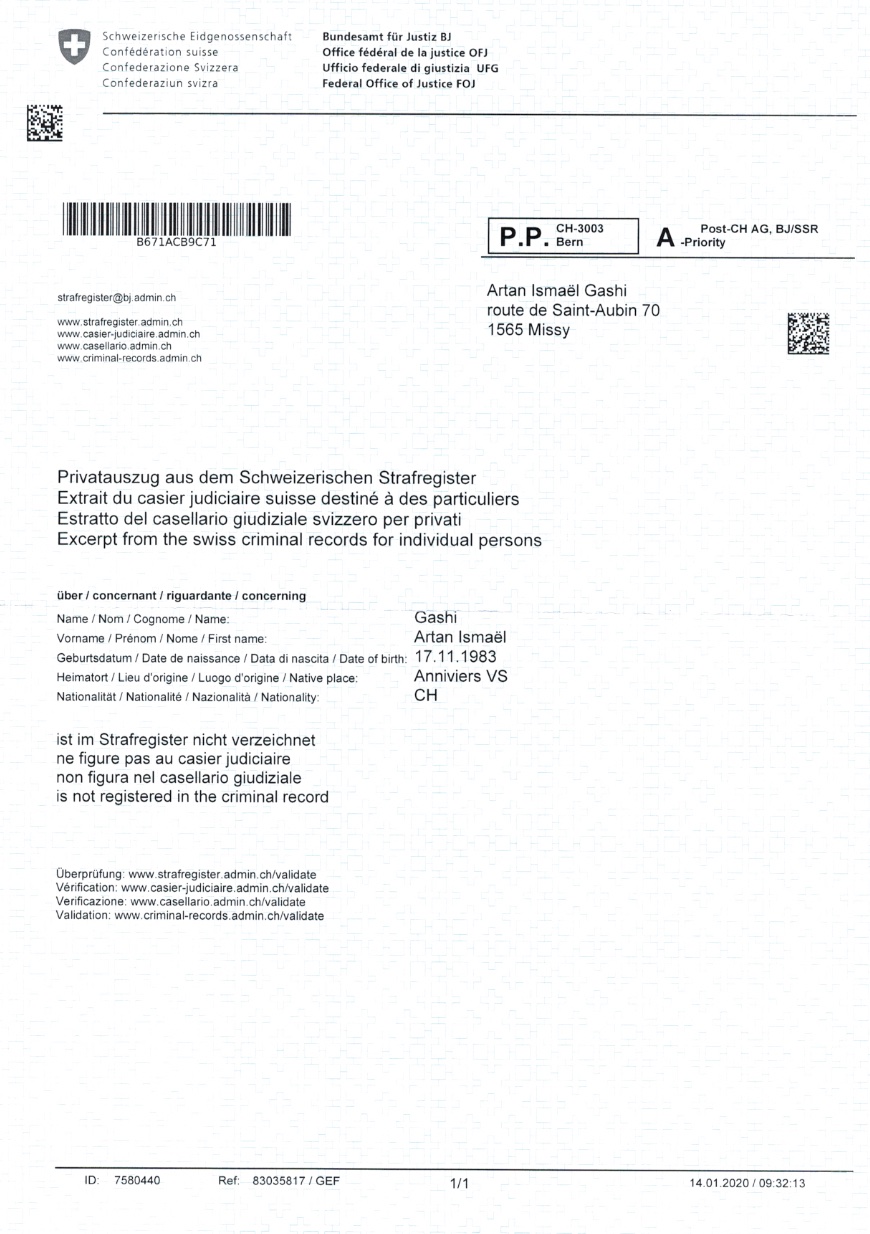 Schweizerische Eidgenossenschaft
Confédération suisse
Confederazione Svizzera
Confederaziun svizra
Bundesamt für Justiz BJ
Office fédéral de la justice OFJ
Ufficio federale di giustizia UFG
Federal Office of Justice FOJ
B671ACB9C71
P.P. CH-3003
Bern
A -Priority
Post-CH AG, BJ/SSR
strafregister@bj.admin.ch
www.strafregister.admin.ch
www.casier-judiciaire.admin.ch
www.casellario.admin.ch
www.criminal-records.admin.ch
Artan Ismaël Gashi
route de Saint-Aubin 70
1565 Missy
Privatauszug aus dem Schweizerischen Strafregister
Extrait du casier judiciaire suisse destiné à des particuliers
Estratto del casellario giudiziale svizzero per privati
Excerpt from the swiss criminal records for individual persons
über / concernant / riguardante / concerning
Name / Nom / Cognome / Name: Gashi
Vorname / Prénom / Nome / First name: Artan Ismaël
Geburtsdatum / Date de naissance / Data di nascita / Date of birth: 17.11.1983
Heimatort / Lieu d'origine / Luogo d'origine / Native place: Anniviers VS
Nationalität / Nationalité / Nazionalità / Nationality: CH
ist im Strafregister nicht verzeichnet
ne figure pas au casier judiciaire
non figura nel casellario giudiziale
is not registered in the criminal record
Überprüfung: www.strafregister.admin.ch/validate
Vérification: www.casier-judiciaire.admin.ch/validate
Verificazione: www.casellario.admin.ch/validate
Validation: www.criminal-records.admin.ch/validate
ID: 7580440 Ref: 83035817 / GEF 1/1 14.01.2020 / 09:32:13